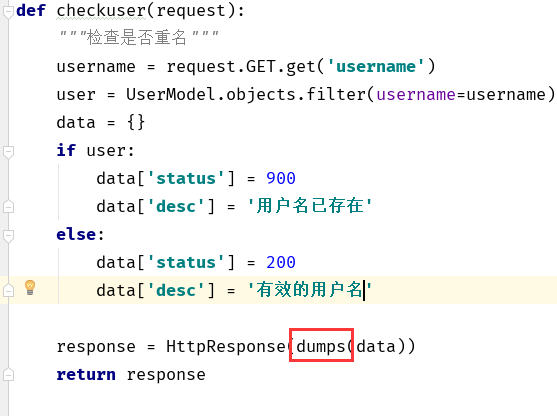 def checkuser(request):
    """检查是否重名"""
    username = request.GET.get('username')
    user = UserModel.objects.filter(username=username)
    data = {}
    if user:
        data['status'] = 900
        data['desc'] = '用户名已存在'
    else:
        data['status'] = 200
        data['desc'] = '有效的用户名'
    response = HttpResponse(dumps(data))
    return response